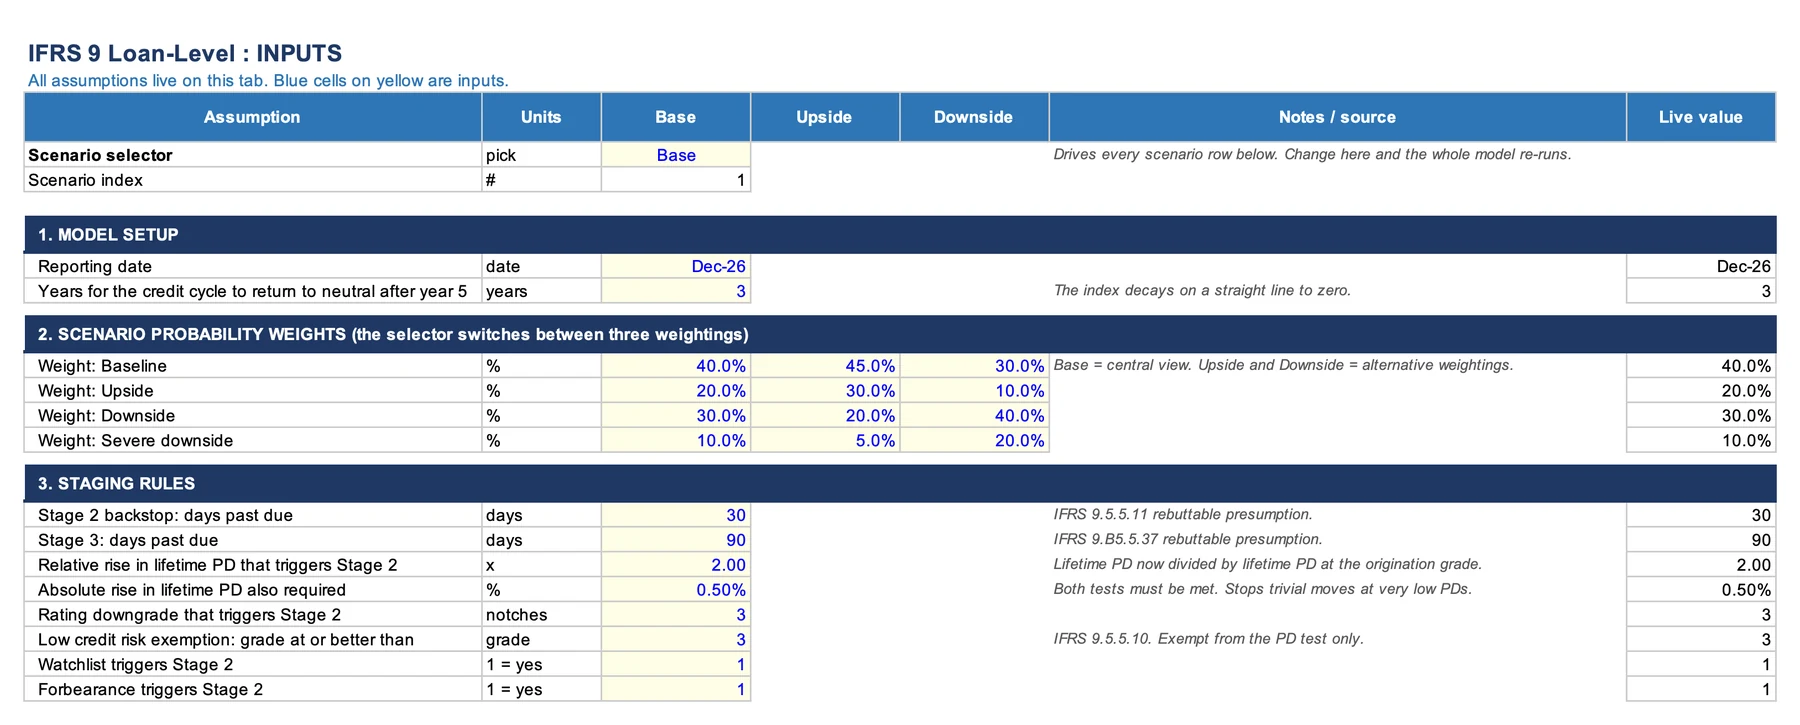 IFRS 9 Loan-Level : INPUTS
All assumptions live on this tab. Blue cells on yellow are inputs.
Assumption Units Base Upside Downside Notes / source Live value
Scenario selector pick Base Drives every scenario row below. Change here and the whole model re-runs.
Scenario index # 1
1. MODEL SETUP
Reporting date date Dec-26 Dec-26
Years for the credit cycle to return to neutral after year 5 years 3 The index decays on a straight line to zero. 3
2. SCENARIO PROBABILITY WEIGHTS (the selector switches between three weightings)
Weight: Baseline % 40.0% 45.0% 30.0% Base = central view. Upside and Downside = alternative weightings. 40.0%
Weight: Upside % 20.0% 30.0% 10.0% 20.0%
Weight: Downside % 30.0% 20.0% 40.0% 30.0%
Weight: Severe downside % 10.0% 5.0% 20.0% 10.0%
3. STAGING RULES
Stage 2 backstop: days past due days 30 IFRS 9.5.5.11 rebuttable presumption. 30
Stage 3: days past due days 90 IFRS 9.B5.5.37 rebuttable presumption. 90
Relative rise in lifetime PD that triggers Stage 2 x 2.00 Lifetime PD now divided by lifetime PD at the origination grade. 2.00
Absolute rise in lifetime PD also required % 0.50% Both tests must be met. Stops trivial moves at very low PDs. 0.50%
Rating downgrade that triggers Stage 2 notches 3 3
Low credit risk exemption: grade at or better than grade 3 IFRS 9.5.5.10. Exempt from the PD test only. 3
Watchlist triggers Stage 2 1 = yes 1 1
Forbearance triggers Stage 2 1 = yes 1 1